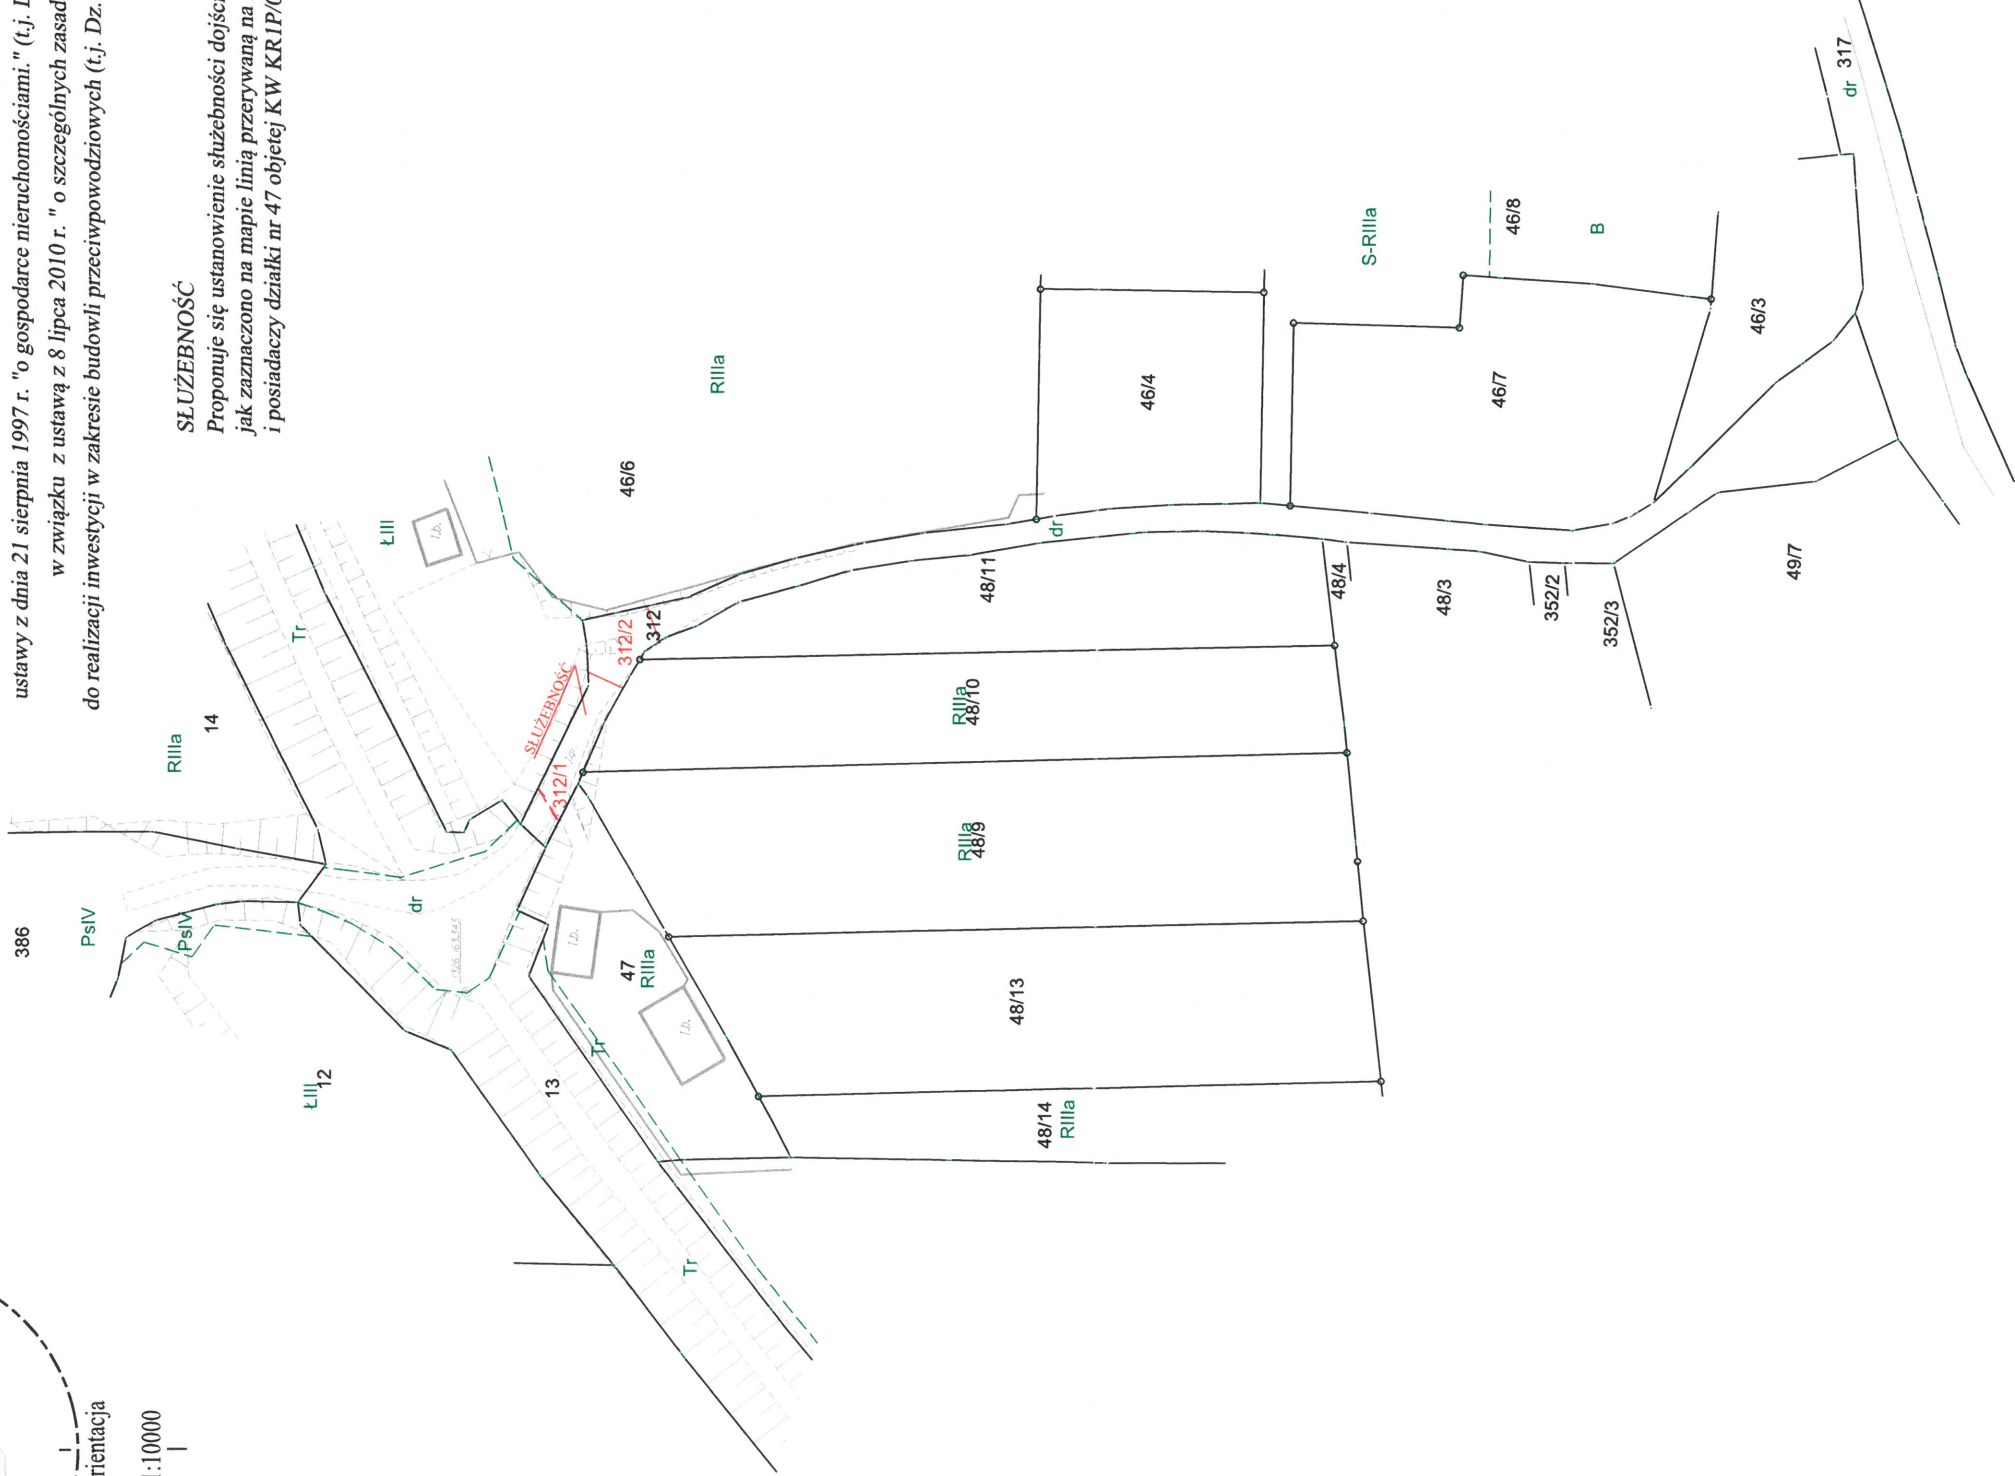 ustawy z dnia 21 sierpnia 1997 r. "o gospodarce nieruchomościami." (t.j.
w związku z ustawą z 8 lipca 2010 r. " o szczególnych zasad
do realizacji inwestycji w zakresie budowli przeciwpowodziowych (t.j. Dz.
SŁUŻEBNOŚĆ
Proponuje się ustanowienie służebności dojśc
jak zaznaczono na mapie linią przerywaną na
i posiadaczy działki nr 47 objetej KW KR1P/0
rientacja
1:10000
386
PsIV
PsIV
RIIIa
14
Tr
ŁIII
i.b.
46/6
RIIIa
dr
ŁIII
12
13
Tr
Tr
47
RIIIa
i.b.
i.b.
SŁUŻEBNOŚĆ
312/1
312/2
312
48/11
dr
46/4
RIIIa
48/10
RIIIa
48/9
48/13
48/14
RIIIa
48/4
48/3
352/2
352/3
49/7
46/7
S-RIIIa
46/8
B
46/3
dr
317